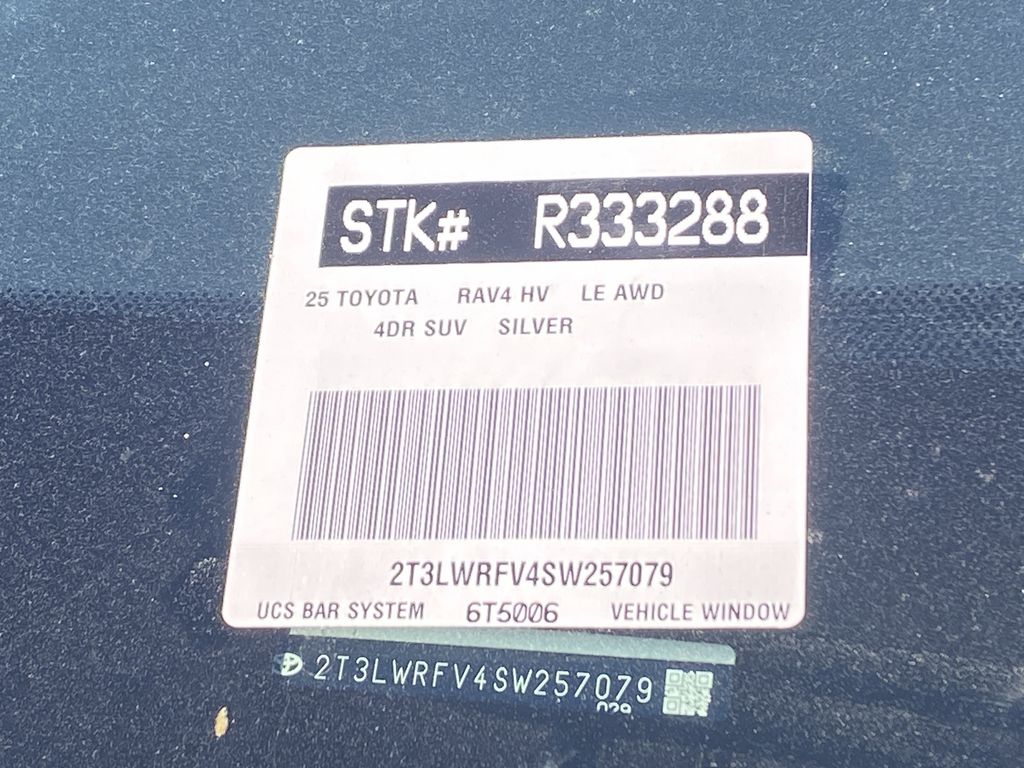 STK# R333288
25 TOYOTA RAV4 HV LE AWD
4DR SUV SILVER
2T3LWRFV4SW257079
UCS BAR SYSTEM 6T5006 VEHICLE WINDOW
2T3LWRFV4SW257079